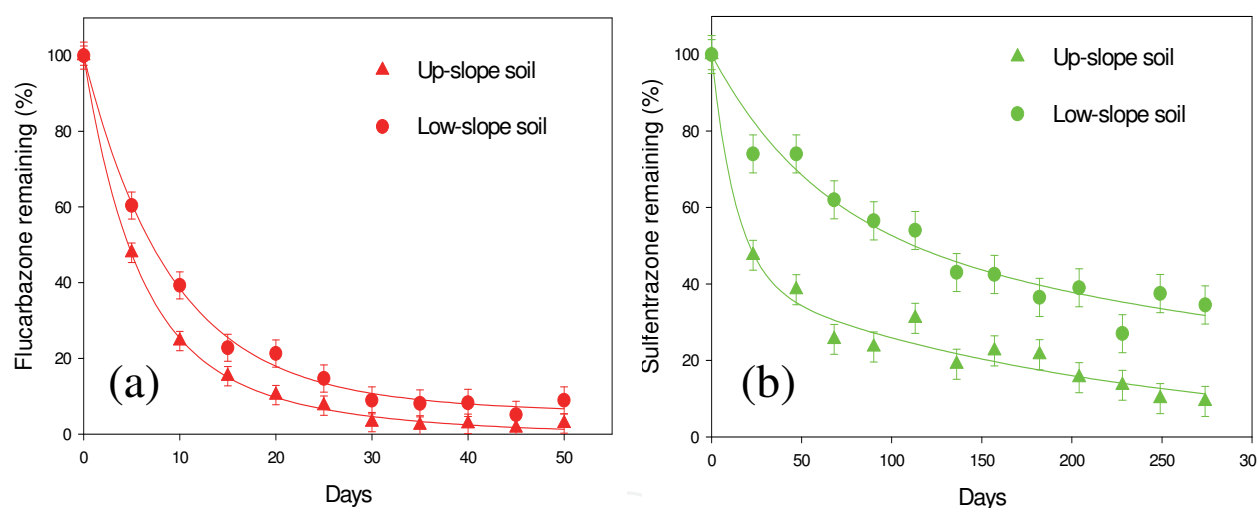 Flucarbazone remaining (%)
100
80
60
40
20
0
Up-slope soil
Low-slope soil
(a)
0 10 20 30 40 50
Days
Sulfentrazone remaining (%)
100
80
60
40
20
0
Up-slope soil
Low-slope soil
(b)
0 50 100 150 200 250 30
Days